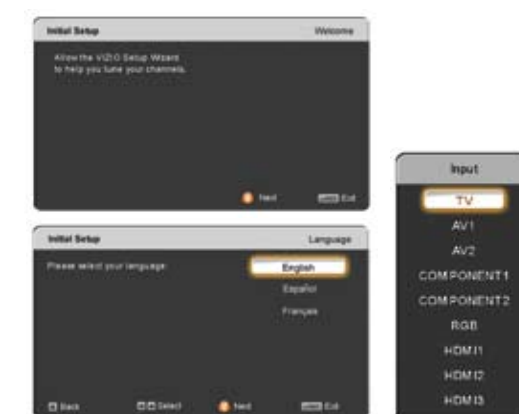 Initial Setup Welcome
Allow the VIZIO Setup Wizard
to help you tune your channels.
Next Exit
Initial Setup Language
Please select your language:
English
Español
Français
Back Select Next Exit
Input
TV
AV1
AV2
COMPONENT1
COMPONENT2
RGB
HDMI1
HDMI2
HDMI3